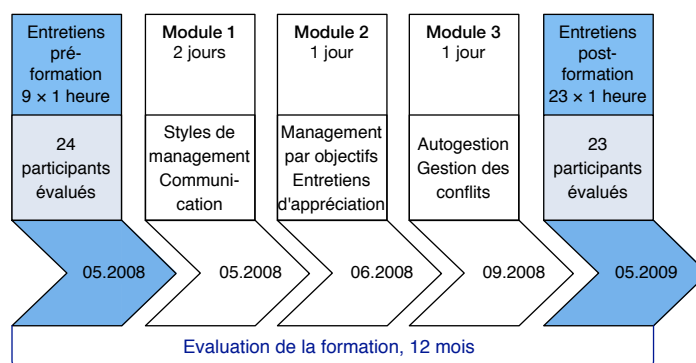 Entretiens
pré-
formation
9 × 1 heure
24
participants
évalués
05.2008
Module 1
2 jours
Styles de
management
Communi-
cation
05.2008
Module 2
1 jour
Management
par objectifs
Entretiens
d'appréciation
06.2008
Module 3
1 jour
Autogestion
Gestion des
conflits
09.2008
Entretiens
post-
formation
23 × 1 heure
23
participants
évalués
05.2009
Evaluation de la formation, 12 mois